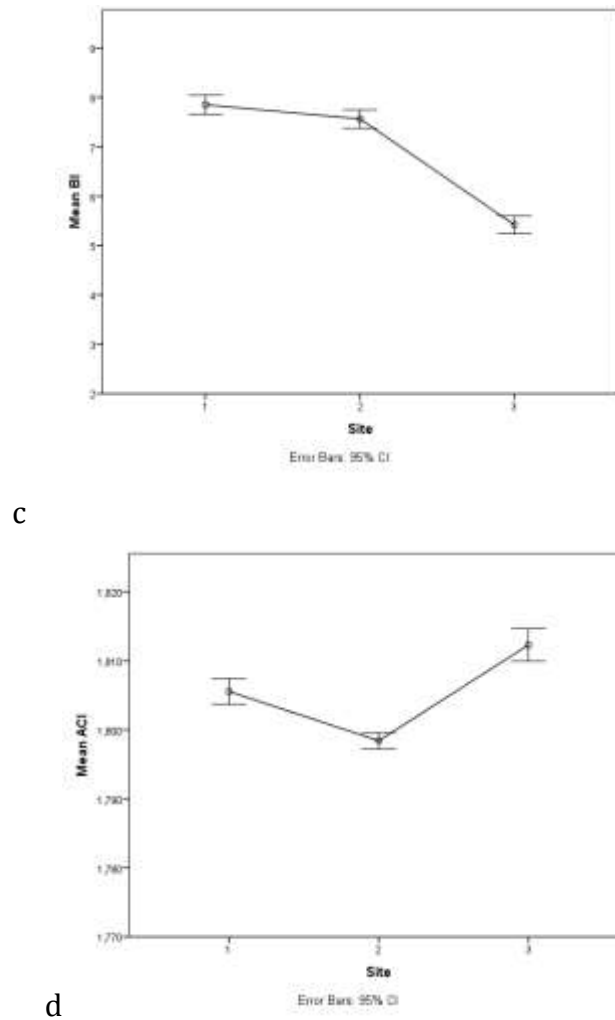 9
8
7
6
5
4
3
2
Mean BI
1 2 3
Site
Error Bars: 95% CI
c
1,820
1,810
1,800
1,790
1,780
1,770
Mean ACI
1 2 3
Site
Error Bars: 95% CI
d